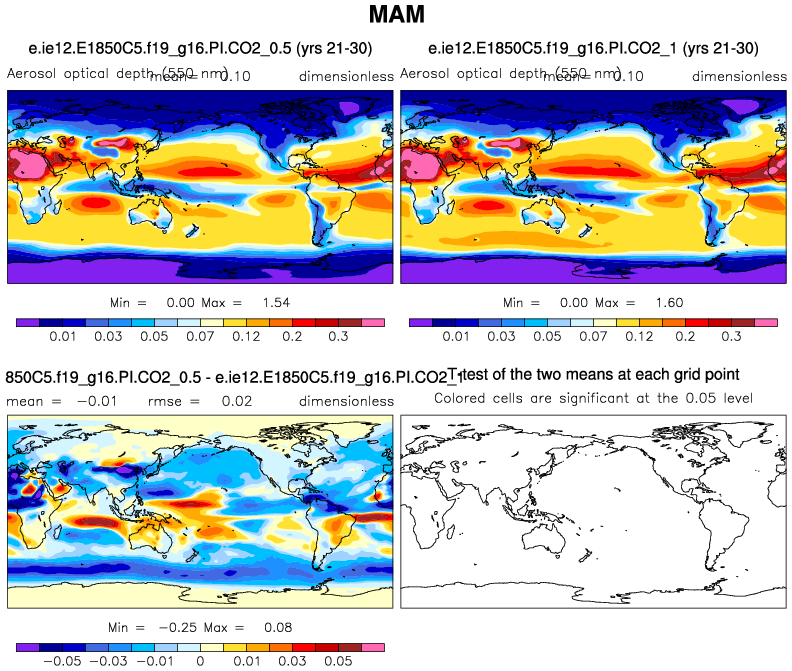 MAM
e.ie12.E1850C5.f19_g16.PI.CO2_0.5 (yrs 21-30)
Aerosol optical depth (550 nm) mean= 0.10 dimensionless
Min = 0.00 Max = 1.54
0.01 0.03 0.05 0.07 0.12 0.2 0.3
e.ie12.E1850C5.f19_g16.PI.CO2_1 (yrs 21-30)
Aerosol optical depth (550 nm) mean= 0.10 dimensionless
Min = 0.00 Max = 1.60
0.01 0.03 0.05 0.07 0.12 0.2 0.3
850C5.f19_g16.PI.CO2_0.5 - e.ie12.E1850C5.f19_g16.PI.CO2_1
mean = -0.01 rmse = 0.02 dimensionless
Min = -0.25 Max = 0.08
-0.05 -0.03 -0.01 0 0.01 0.03 0.05
T-test of the two means at each grid point
Colored cells are significant at the 0.05 level